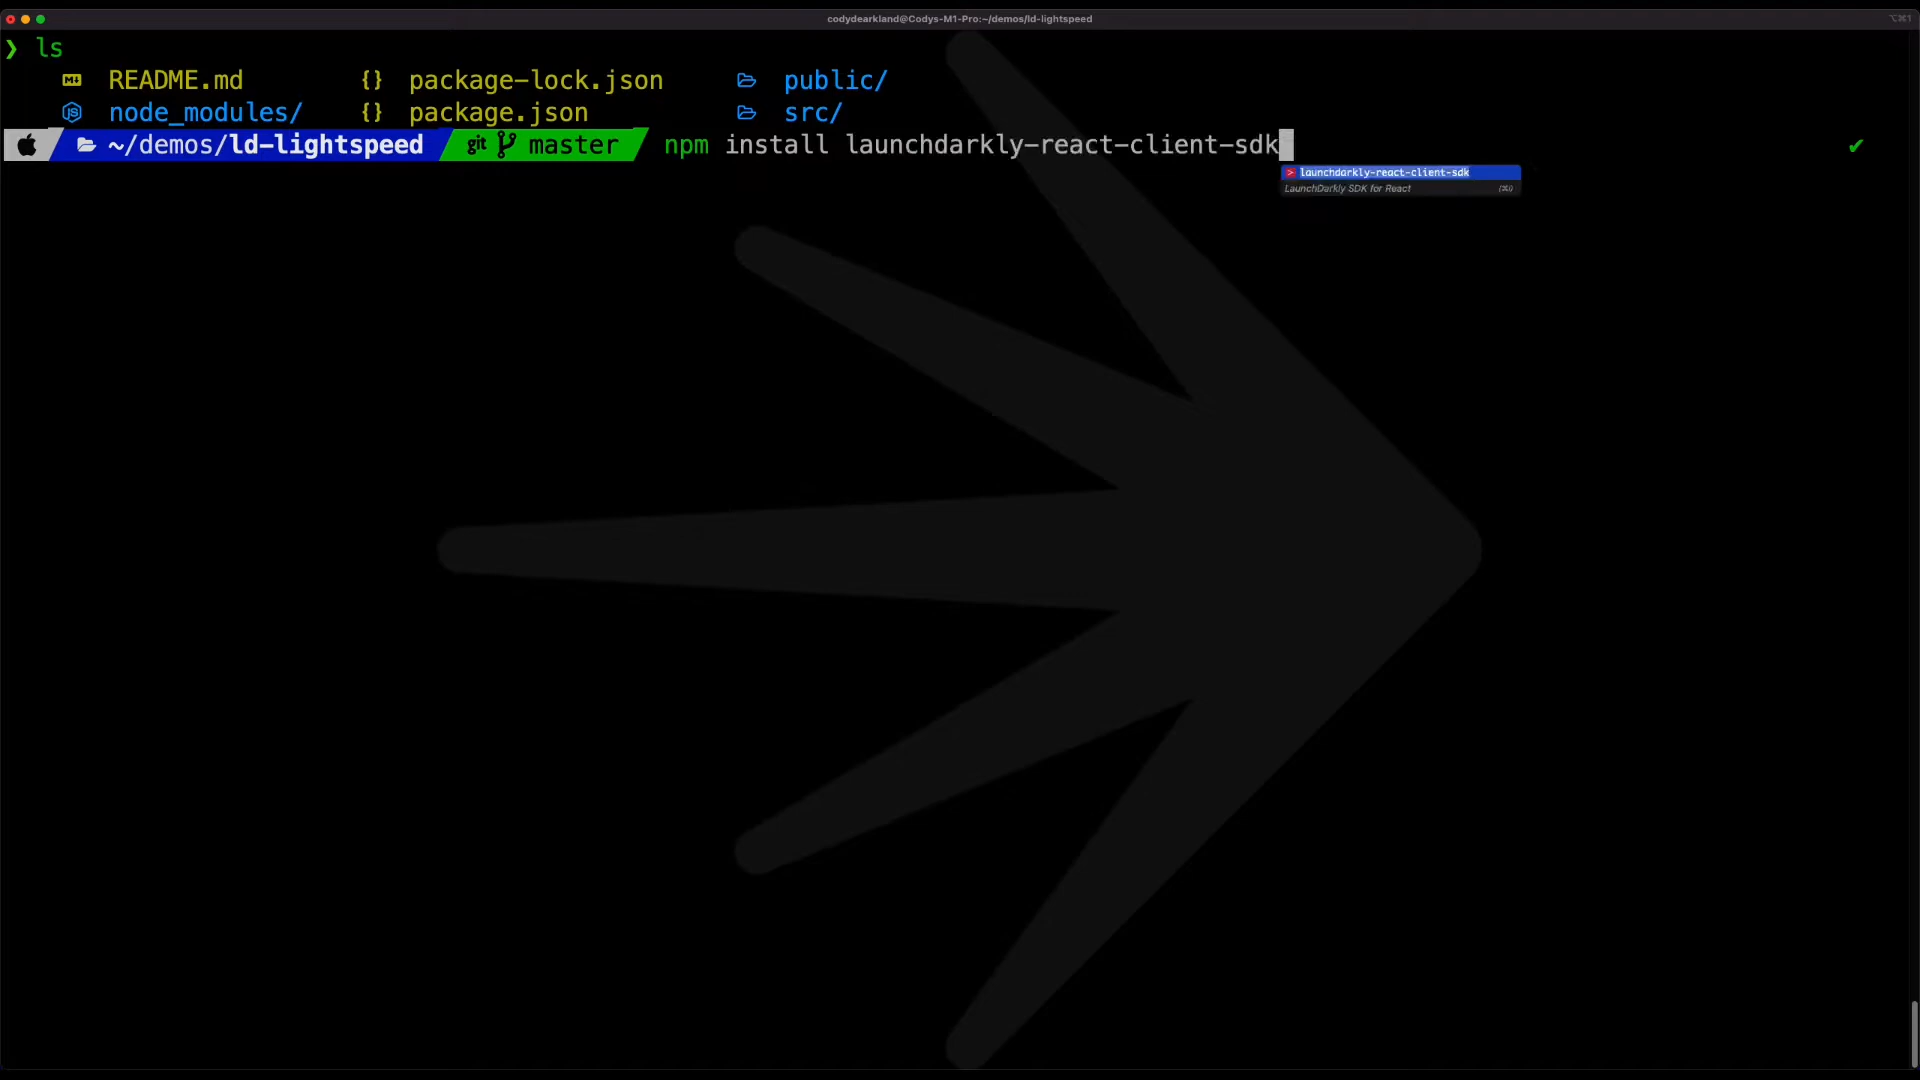 codydearkland@Codys-M1-Pro:~/demos/ld-lightspeed
⌥⌘1
❯ ls
README.md {} package-lock.json public/
node_modules/ {} package.json src/
~/demos/ld-lightspeed git master npm install launchdarkly-react-client-sdk ✔
launchdarkly-react-client-sdk
LaunchDarkly SDK for React (⌘I)